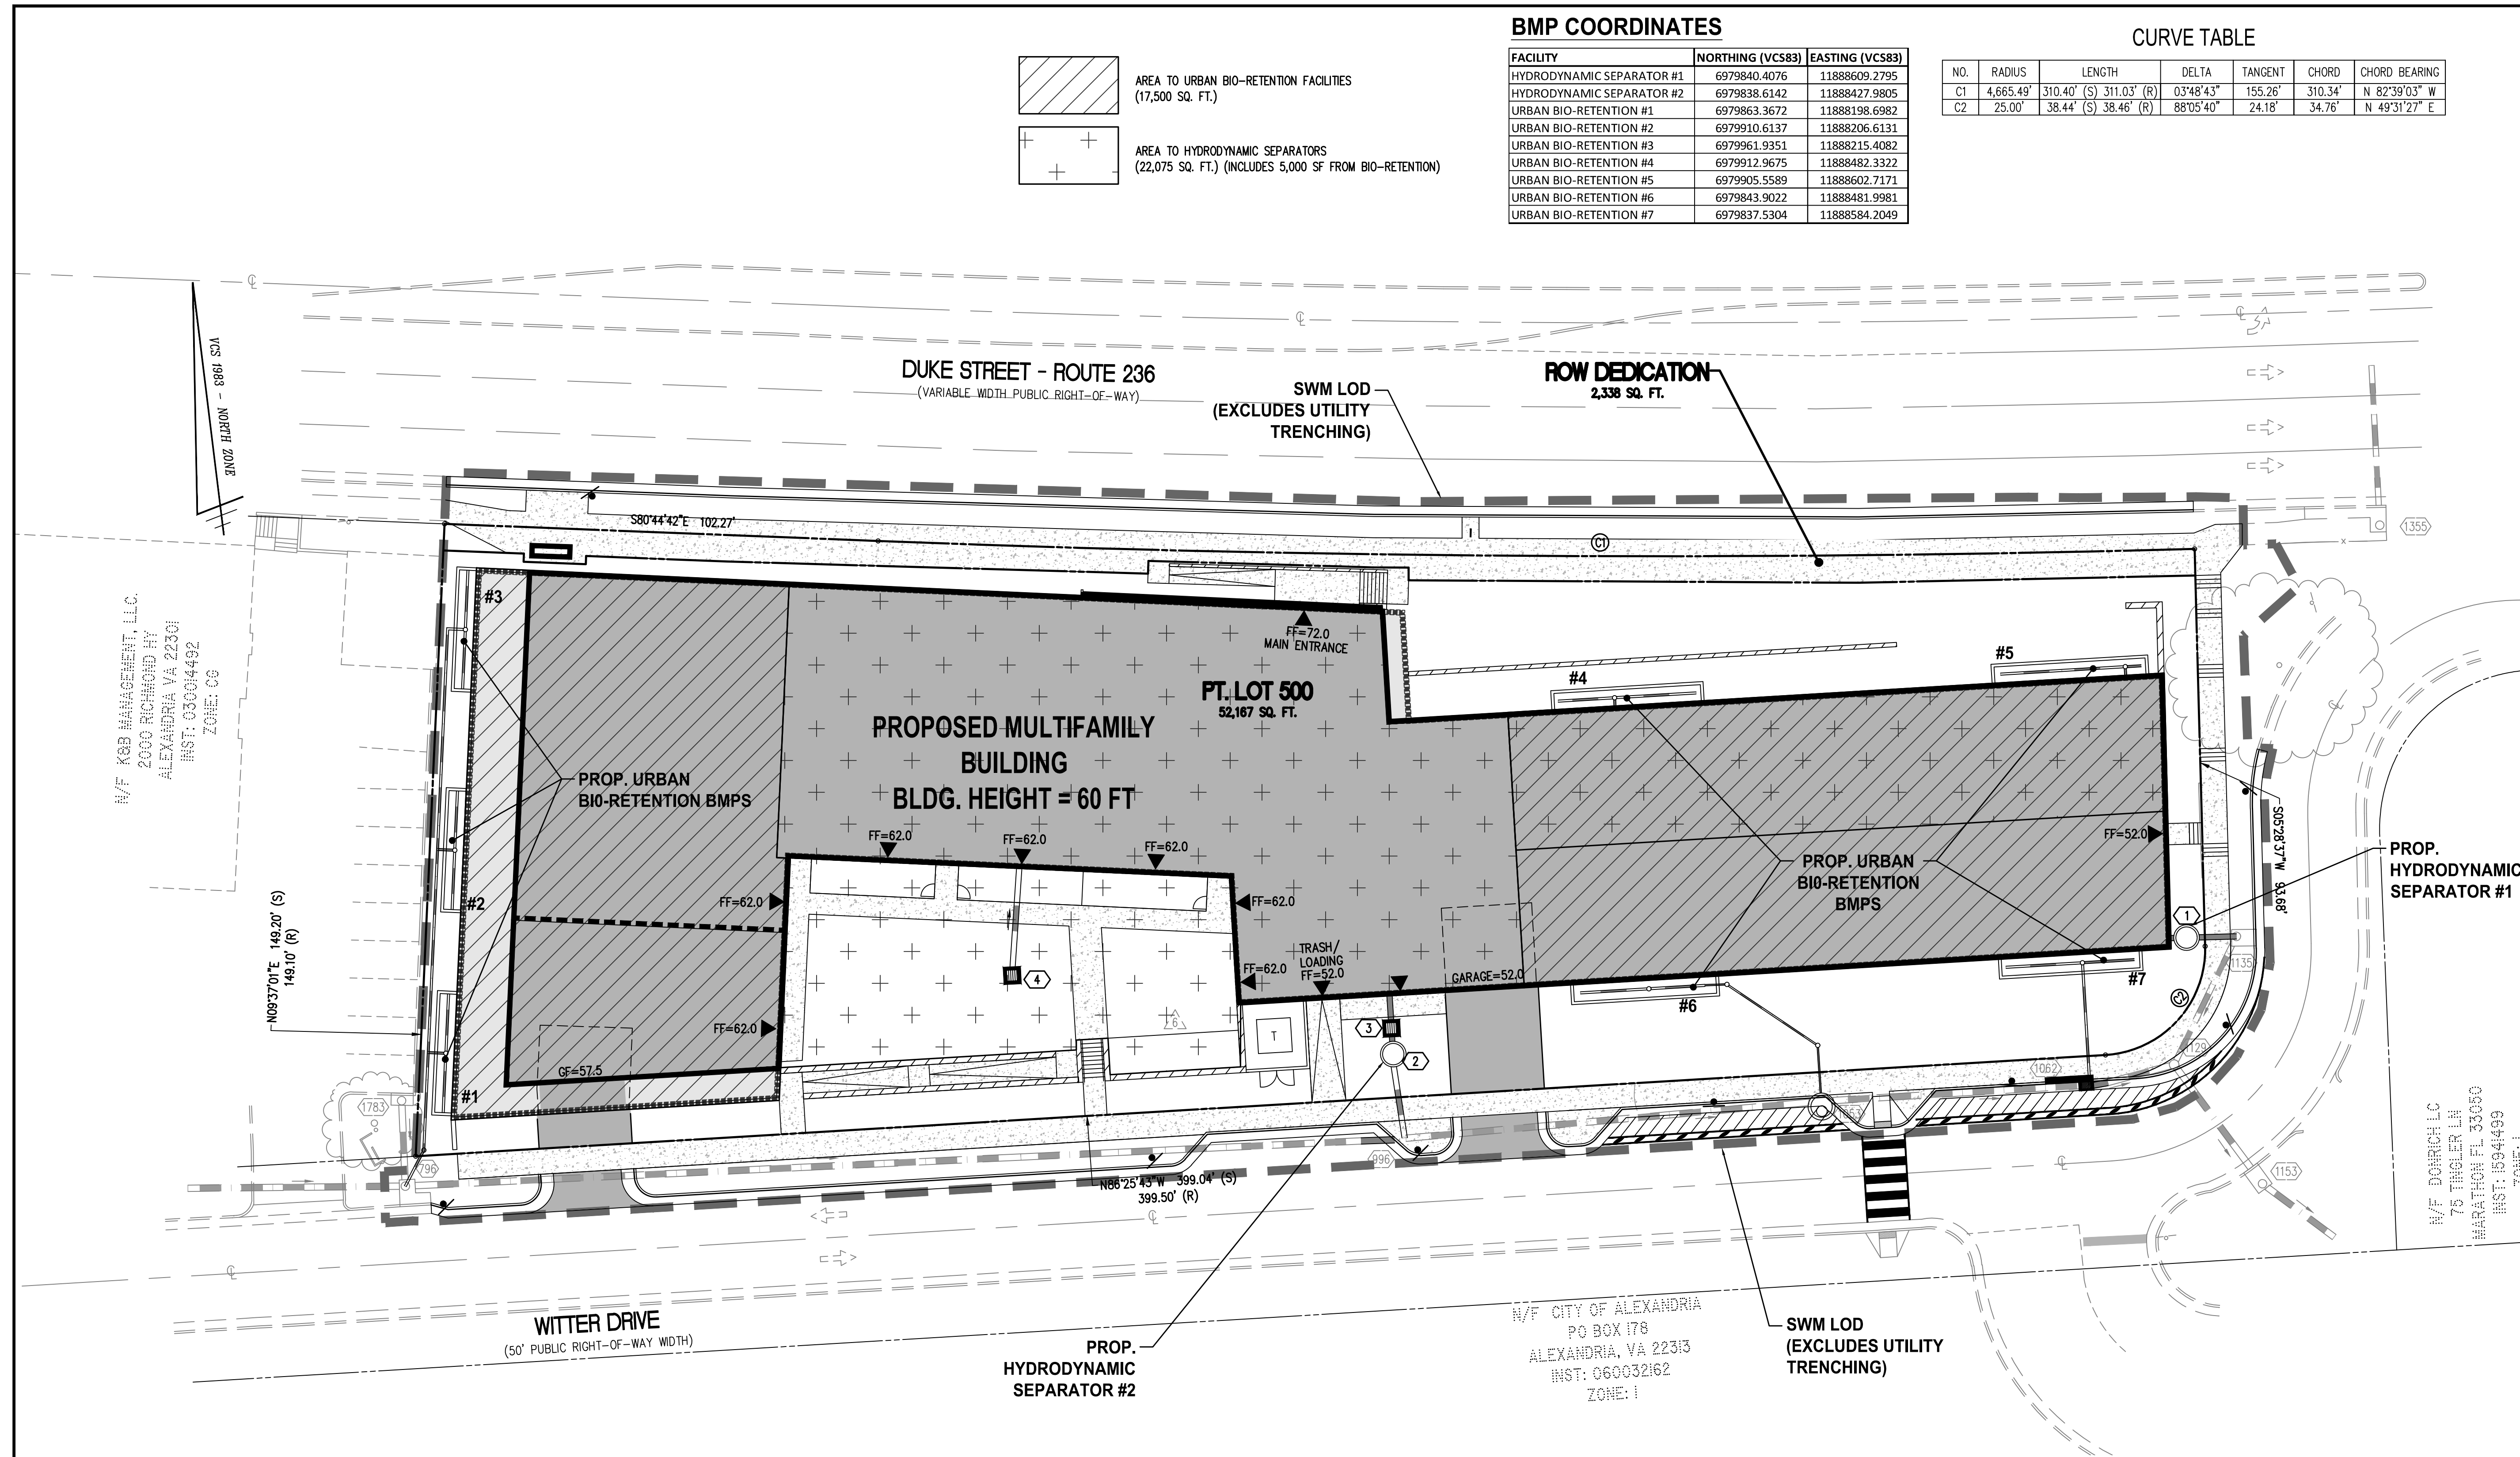 BMP COORDINATES
FACILITY NORTHING (VCS83) EASTING (VCS83)
HYDRODYNAMIC SEPARATOR #1 6979840.4076 11888609.2795
HYDRODYNAMIC SEPARATOR #2 6979838.6142 11888427.9805
URBAN BIO-RETENTION #1 6979863.3672 11888198.6982
URBAN BIO-RETENTION #2 6979910.6137 11888206.6131
URBAN BIO-RETENTION #3 6979961.9351 11888215.4082
URBAN BIO-RETENTION #4 6979912.9675 11888482.3322
URBAN BIO-RETENTION #5 6979905.5589 11888602.7171
URBAN BIO-RETENTION #6 6979843.9022 11888481.9981
URBAN BIO-RETENTION #7 6979837.5304 11888584.2049
CURVE TABLE
NO. RADIUS LENGTH DELTA TANGENT CHORD CHORD BEARING
C1 4,665.49' 310.40' (S) 311.03' (R) 03°48'43" 155.26' 310.34' N 82°39'03" W
C2 25.00' 38.44' (S) 38.46' (R) 88°05'40" 24.18' 34.76' N 49°31'27" E
AREA TO URBAN BIO-RETENTION FACILITIES
(17,500 SQ. FT.)
AREA TO HYDRODYNAMIC SEPARATORS
(22,075 SQ. FT.) (INCLUDES 5,000 SF FROM BIO-RETENTION)
VCS 1983 - NORTH ZONE
DUKE STREET - ROUTE 236
(VARIABLE WIDTH PUBLIC RIGHT-OF-WAY)
SWM LOD
(EXCLUDES UTILITY
TRENCHING)
ROW DEDICATION
2,338 SQ. FT.
S80°44'42"E 102.27'
C1
1355
N/F K&B MANAGEMENT, LLC.
2000 RICHMOND HY
ALEXANDRIA VA 22301
INST: 030014492
ZONE: CG
#3
FF=72.0
MAIN ENTRANCE
PT. LOT 500
52,167 SQ. FT.
#4
#5
PROPOSED MULTIFAMILY
BUILDING
BLDG. HEIGHT = 60 FT
PROP. URBAN
BI0-RETENTION BMPS
FF=62.0
FF=62.0
FF=62.0
FF=52.0
S05°28'37"W 93.68'
PROP.
HYDRODYNAMIC
SEPARATOR #1
PROP. URBAN
BI0-RETENTION
BMPS
#2
FF=62.0
FF=62.0
1
N09°37'01"E 149.20' (S)
149.10' (R)
TRASH/
LOADING
FF=52.0
FF=62.0
GARAGE=52.0
4
1135
#7
#6
C2
FF=62.0
6
3
T
2
1129
GF=57.5
1062
#1
1783
1063
796
996
1153
N86°25'43"W 399.04' (S)
399.50' (R)
N/F DONRICH LC
75 TINGLER LN
MARATHON FL 33050
INST: 15941499
ZONE: I
WITTER DRIVE
(50' PUBLIC RIGHT-OF-WAY WIDTH)
PROP.
HYDRODYNAMIC
SEPARATOR #2
N/F CITY OF ALEXANDRIA
PO BOX 178
ALEXANDRIA, VA 22313
INST: 060032162
ZONE: I
SWM LOD
(EXCLUDES UTILITY
TRENCHING)